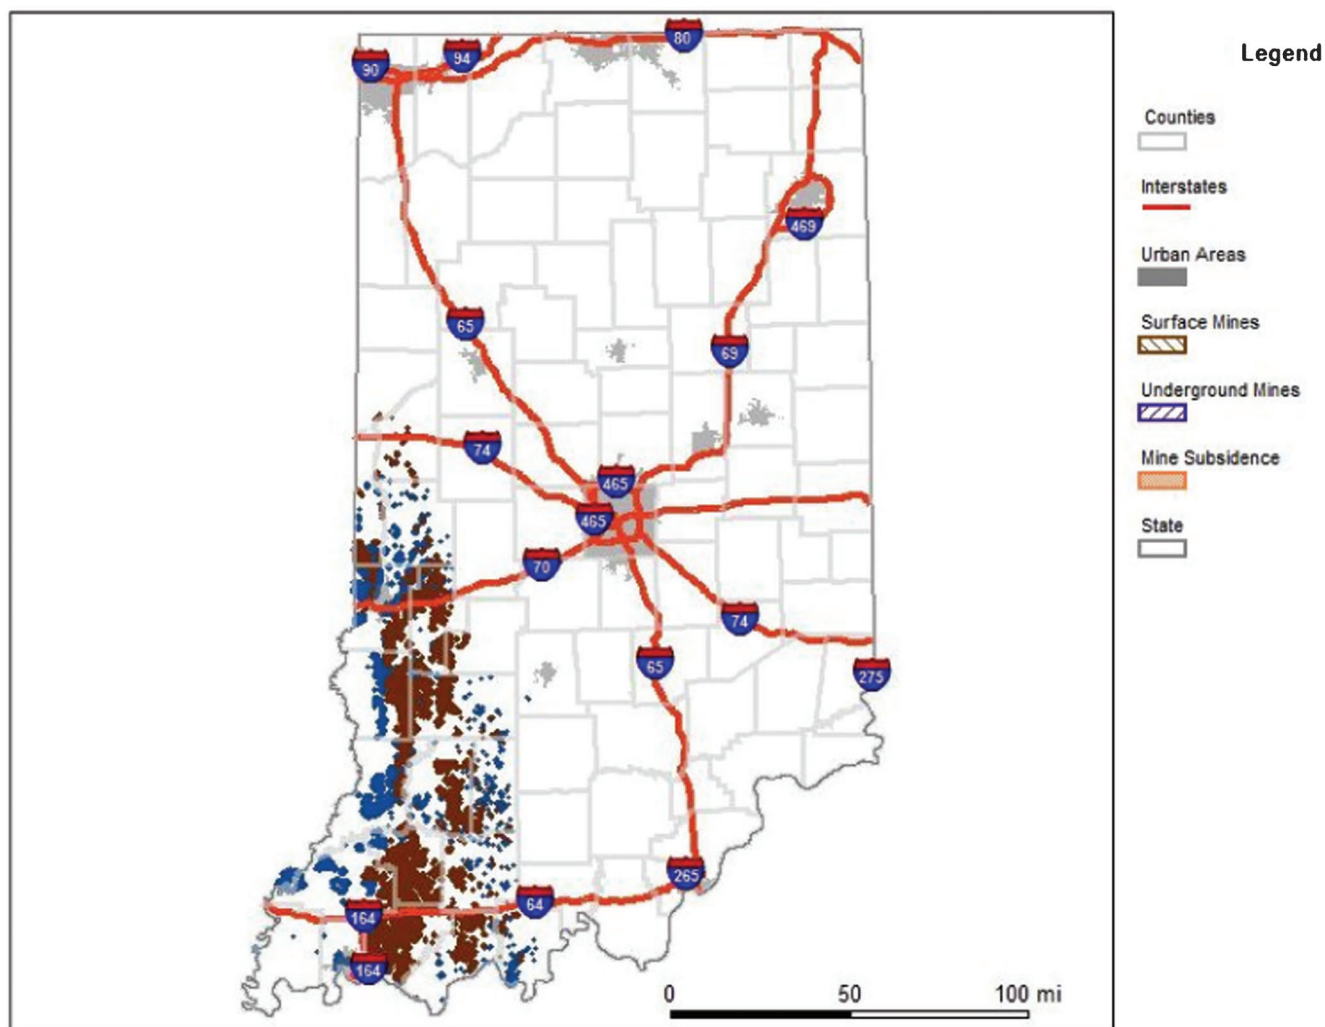 80
94
90
Legend
Counties
Interstates
469
Urban Areas
65
Surface Mines
69
Underground Mines
74
Mine Subsidence
465
465
State
70
74
65
275
265
64
164
164
0 50 100 mi